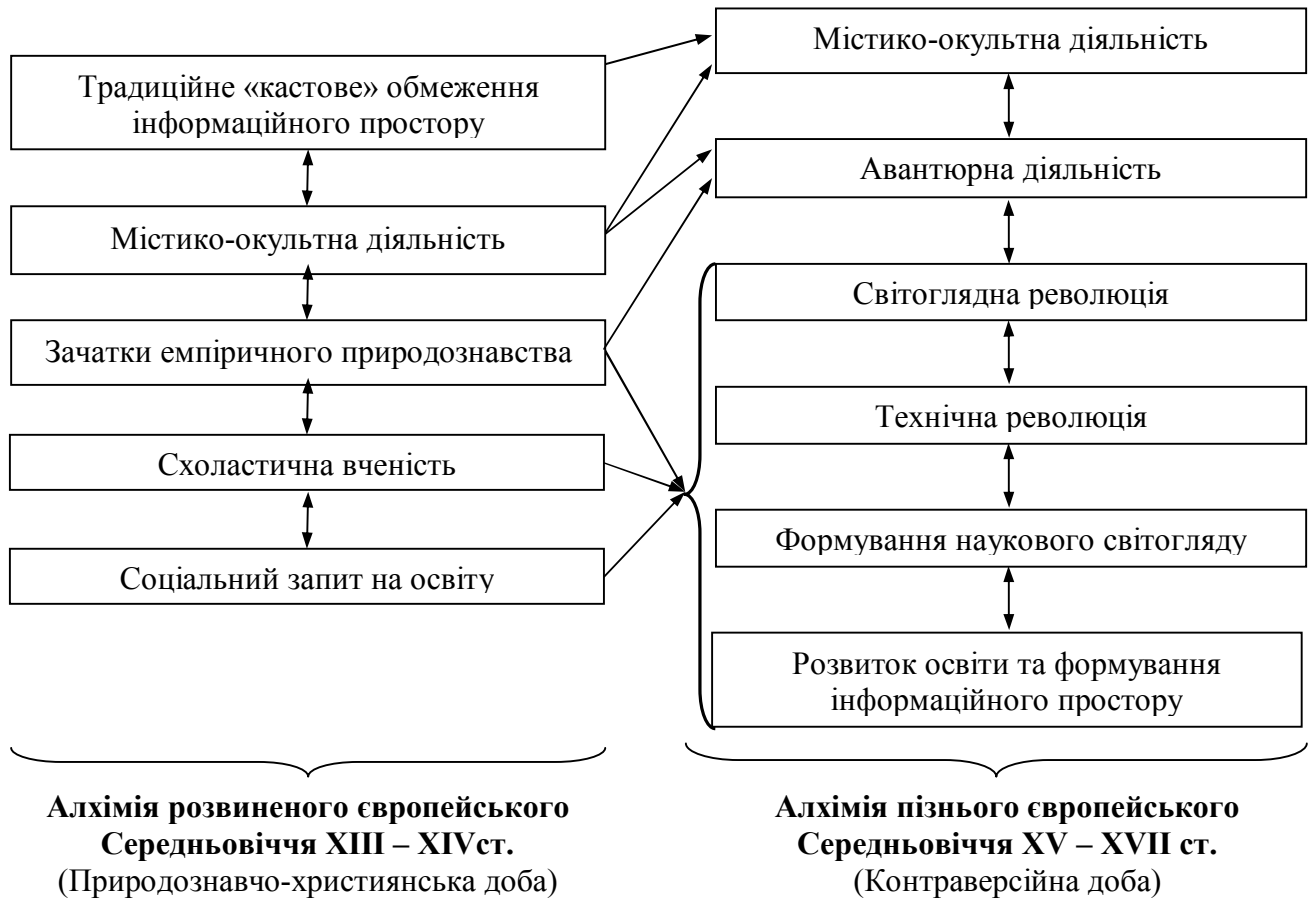 Традиційне «кастове» обмеження
інформаційного простору
Містико-окультна діяльність
Зачатки емпіричного природознавства
Схоластична вченість
Соціальний запит на освіту
Алхімія розвиненого європейського
Середньовіччя XIII – XIVст.
(Природознавчо-християнська доба)
Містико-окультна діяльність
Авантюрна діяльність
Світоглядна революція
Технічна революція
Формування наукового світогляду
Розвиток освіти та формування
інформаційного простору
Алхімія пізнього європейського
Середньовіччя XV – XVII ст.
(Контраверсійна доба)